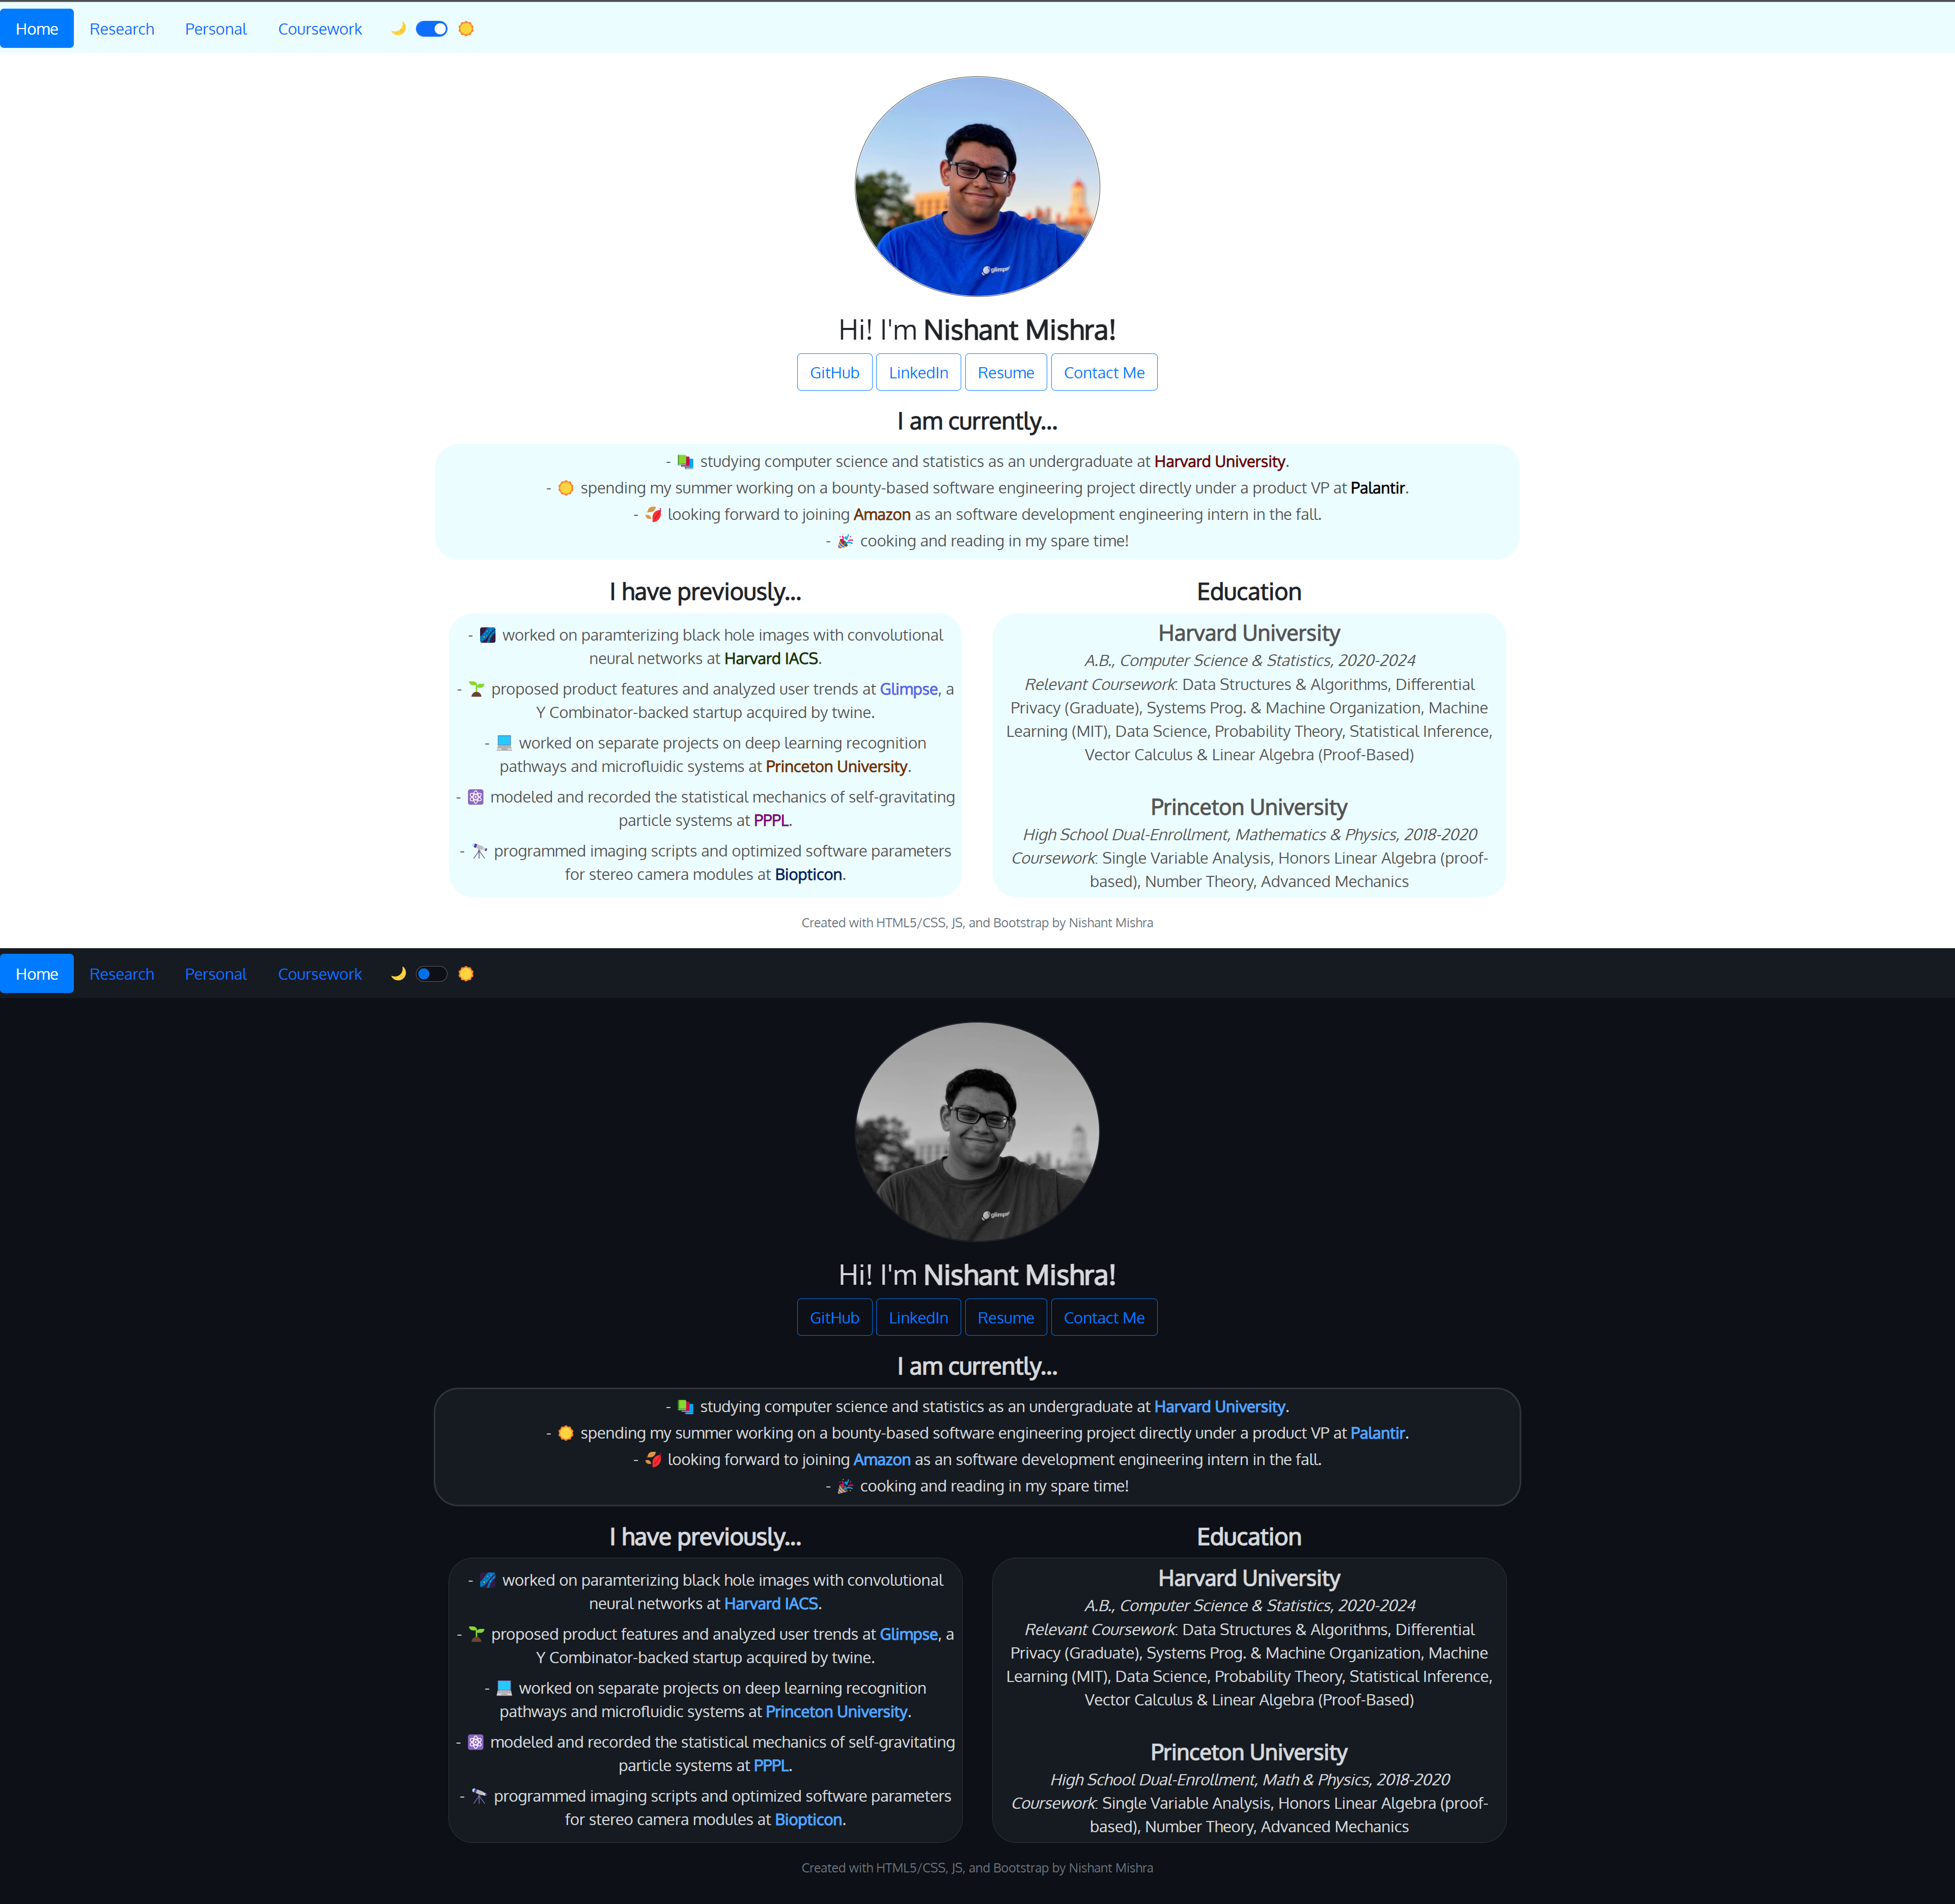 Home Research Personal Coursework 🌙 ☀️
glimpse
Hi! I'm Nishant Mishra!
GitHub LinkedIn Resume Contact Me
I am currently...
- 📚 studying computer science and statistics as an undergraduate at Harvard University.
- ☀️ spending my summer working on a bounty-based software engineering project directly under a product VP at Palantir.
- 🍂 looking forward to joining Amazon as an software development engineering intern in the fall.
- 🎉 cooking and reading in my spare time!
I have previously...
- 🌌 worked on paramterizing black hole images with convolutional
neural networks at Harvard IACS.
- 🌱 proposed product features and analyzed user trends at Glimpse, a
Y Combinator-backed startup acquired by twine.
- 💻 worked on separate projects on deep learning recognition
pathways and microfluidic systems at Princeton University.
- ⚛️ modeled and recorded the statistical mechanics of self-gravitating
particle systems at PPPL.
- 🔭 programmed imaging scripts and optimized software parameters
for stereo camera modules at Biopticon.
Education
Harvard University
A.B., Computer Science & Statistics, 2020-2024
Relevant Coursework: Data Structures & Algorithms, Differential
Privacy (Graduate), Systems Prog. & Machine Organization, Machine
Learning (MIT), Data Science, Probability Theory, Statistical Inference,
Vector Calculus & Linear Algebra (Proof-Based)
Princeton University
High School Dual-Enrollment, Mathematics & Physics, 2018-2020
Coursework: Single Variable Analysis, Honors Linear Algebra (proof-
based), Number Theory, Advanced Mechanics
Created with HTML5/CSS, JS, and Bootstrap by Nishant Mishra
Home Research Personal Coursework 🌙 ☀️
glimpse
Hi! I'm Nishant Mishra!
GitHub LinkedIn Resume Contact Me
I am currently...
- 📚 studying computer science and statistics as an undergraduate at Harvard University.
- ☀️ spending my summer working on a bounty-based software engineering project directly under a product VP at Palantir.
- 🍂 looking forward to joining Amazon as an software development engineering intern in the fall.
- 🎉 cooking and reading in my spare time!
I have previously...
- 🌌 worked on paramterizing black hole images with convolutional
neural networks at Harvard IACS.
- 🌱 proposed product features and analyzed user trends at Glimpse, a
Y Combinator-backed startup acquired by twine.
- 💻 worked on separate projects on deep learning recognition
pathways and microfluidic systems at Princeton University.
- ⚛️ modeled and recorded the statistical mechanics of self-gravitating
particle systems at PPPL.
- 🔭 programmed imaging scripts and optimized software parameters
for stereo camera modules at Biopticon.
Education
Harvard University
A.B., Computer Science & Statistics, 2020-2024
Relevant Coursework: Data Structures & Algorithms, Differential
Privacy (Graduate), Systems Prog. & Machine Organization, Machine
Learning (MIT), Data Science, Probability Theory, Statistical Inference,
Vector Calculus & Linear Algebra (Proof-Based)
Princeton University
High School Dual-Enrollment, Math & Physics, 2018-2020
Coursework: Single Variable Analysis, Honors Linear Algebra (proof-
based), Number Theory, Advanced Mechanics
Created with HTML5/CSS, JS, and Bootstrap by Nishant Mishra